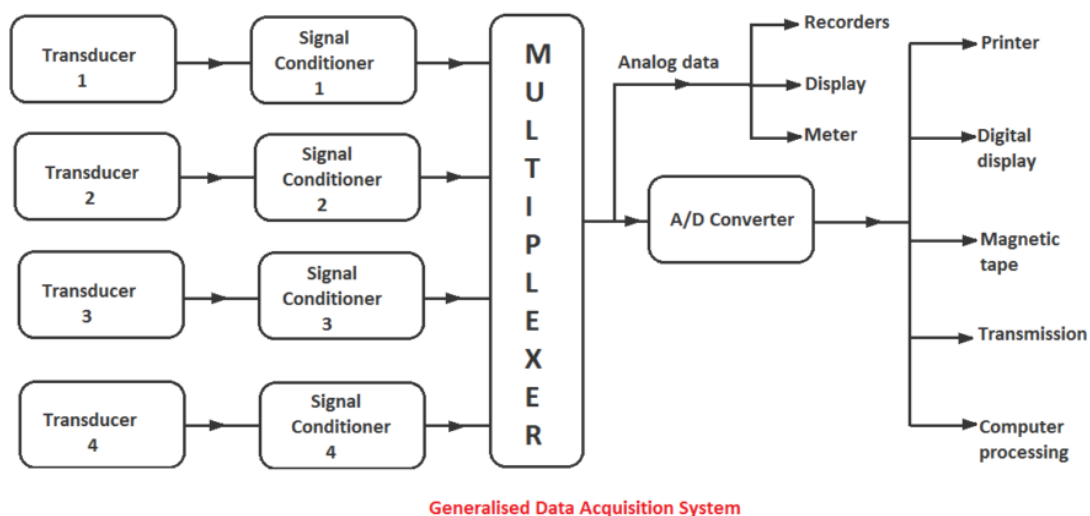 Transducer
1
Signal
Conditioner
1
Transducer
2
Signal
Conditioner
2
Transducer
3
Signal
Conditioner
3
Transducer
4
Signal
Conditioner
4
MULTIPLEXER
Analog data
Recorders
Display
Meter
A/D Converter
Printer
Digital
display
Magnetic
tape
Transmission
Computer
processing
Generalised Data Acquisition System